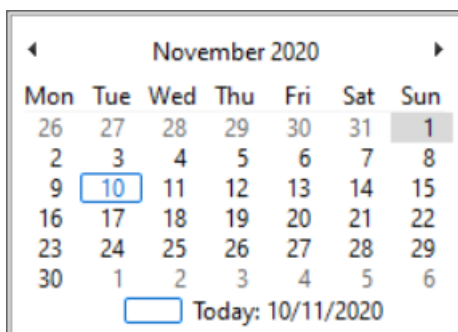 November 2020
Mon Tue Wed Thu Fri Sat Sun
26 27 28 29 30 31 1
2 3 4 5 6 7 8
9 10 11 12 13 14 15
16 17 18 19 20 21 22
23 24 25 26 27 28 29
30 1 2 3 4 5 6
Today: 10/11/2020